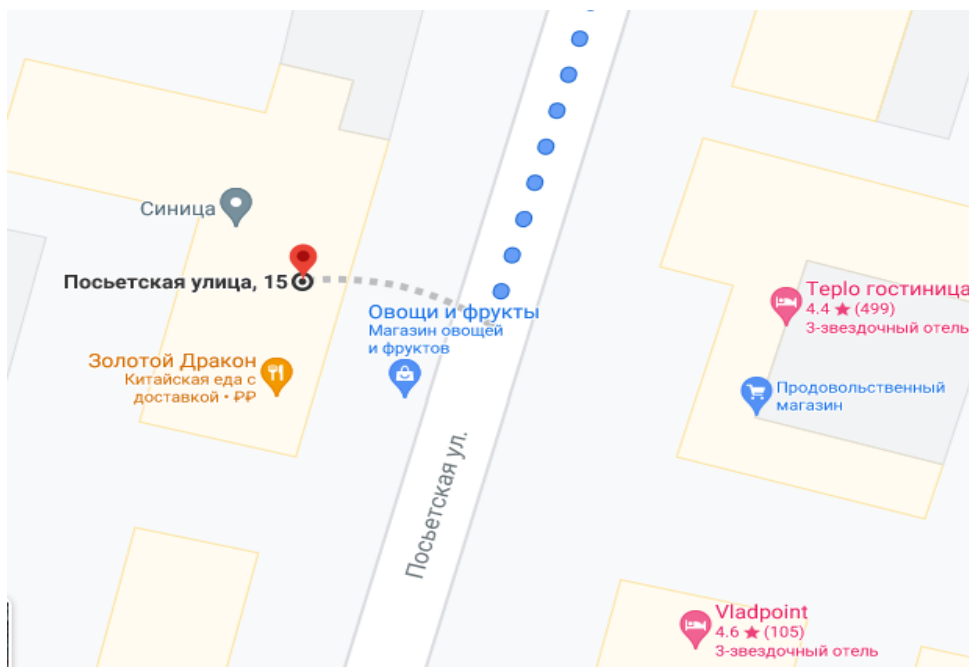 Синица
Посьетская улица, 15
Овощи и фрукты
Магазин овощей
и фруктов
Teplo гостиница
4.4 ★ (499)
3-звездочный отель
Золотой Дракон
Китайская еда с
доставкой • ₽₽
Продовольственный
магазин
Посьетская ул.
Vladpoint
4.6 ★ (105)
3-звездочный отель